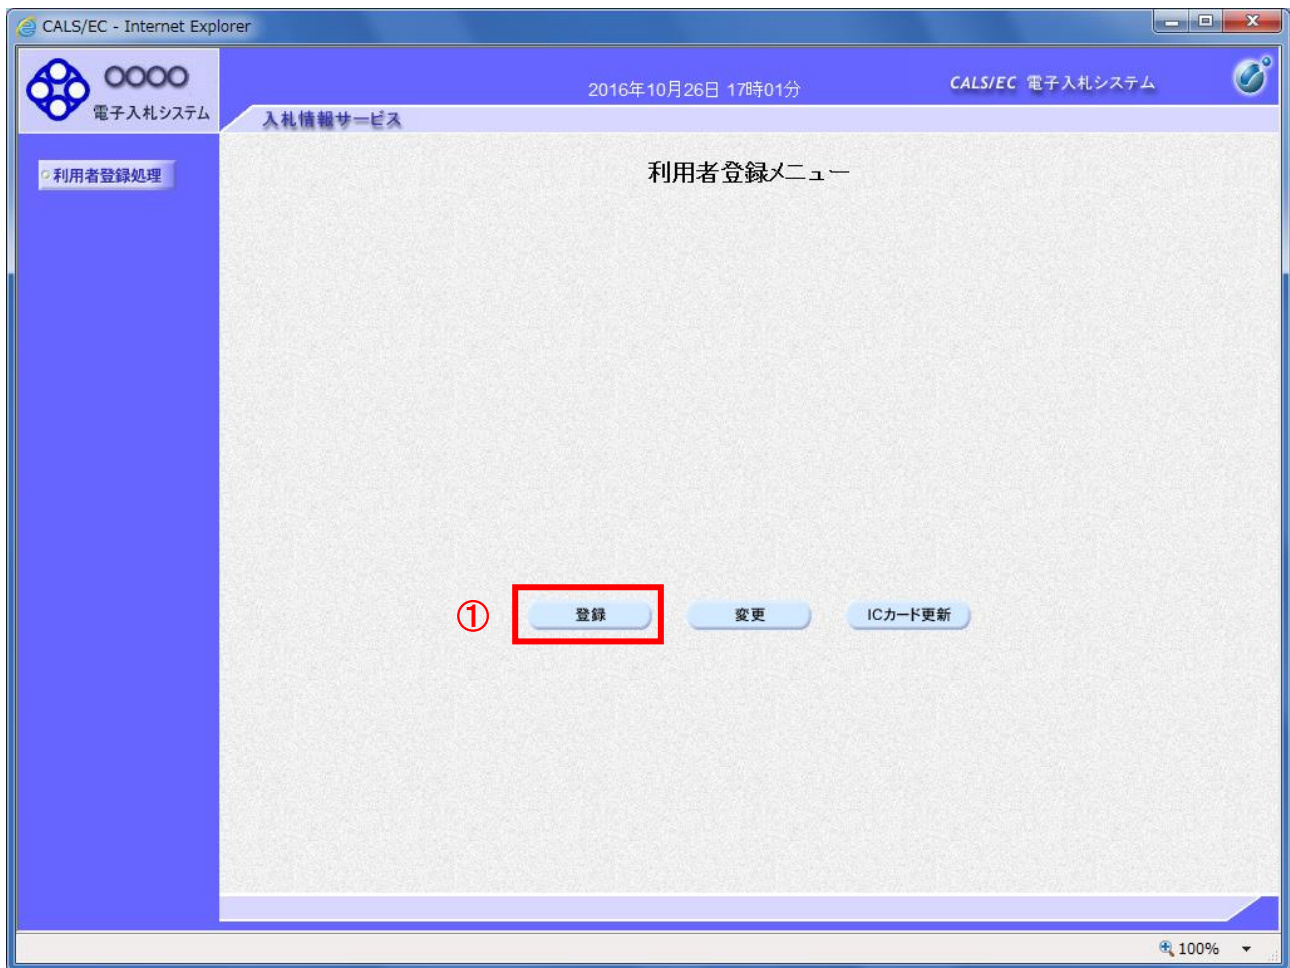 CALS/EC - Internet Explorer
〇〇〇〇
電子入札システム
2016年10月26日 17時01分
CALS/EC 電子入札システム
入札情報サービス
利用者登録処理
利用者登録メニュー
① 登録 変更 ICカード更新
100%